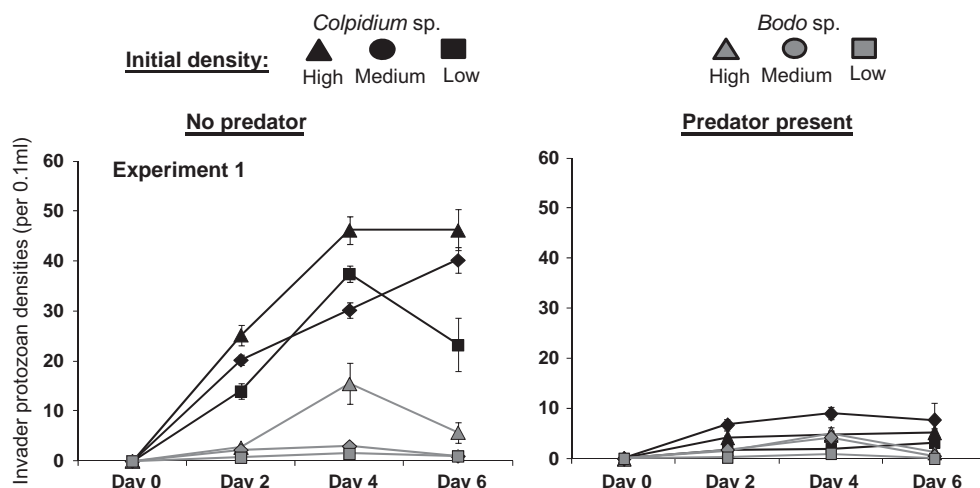 Colpidium sp.
Bodo sp.
Initial density:
High Medium Low
High Medium Low
No predator
Predator present
Invader protozoan densities (per 0.1ml)
Experiment 1
60
50
40
30
20
10
0
Day 0 Day 2 Day 4 Day 6
60
50
40
30
20
10
0
Day 0 Day 2 Day 4 Day 6